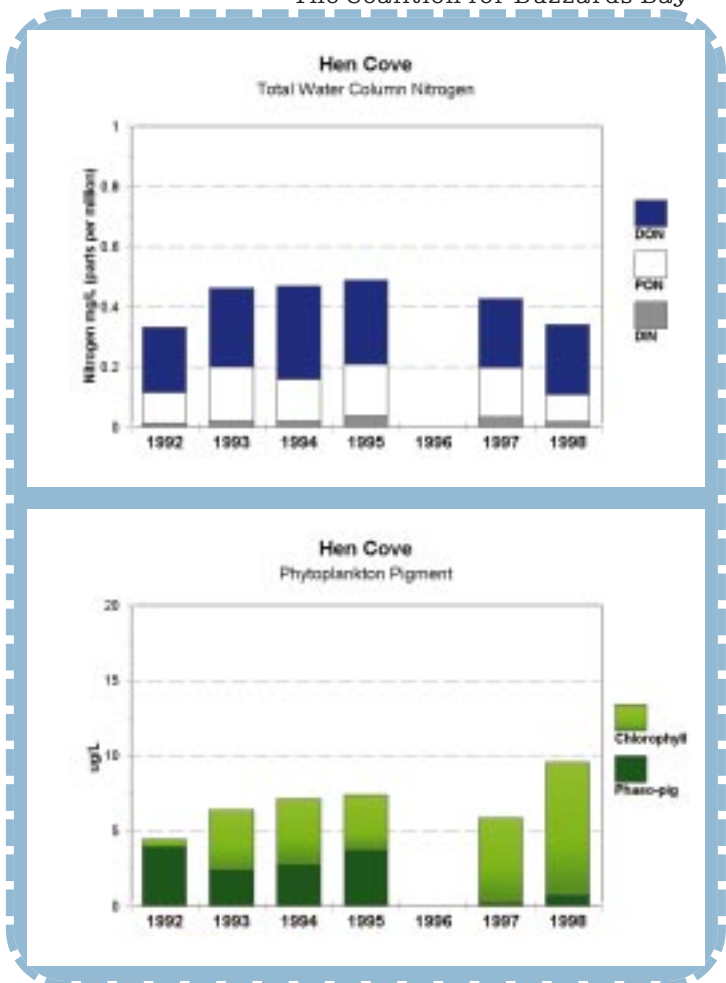 The Coalition for Buzzards Bay
Hen Cove
Total Water Column Nitrogen
Nitrogen mg/L (parts per million)
1
0.8
0.6
0.4
0.2
0
1992 1993 1994 1995 1996 1997 1998
DON
PON
DIN
Hen Cove
Phytoplankton Pigment
ug/L
20
15
10
5
0
1992 1993 1994 1995 1996 1997 1998
Chlorophyll
Phaeo-pig